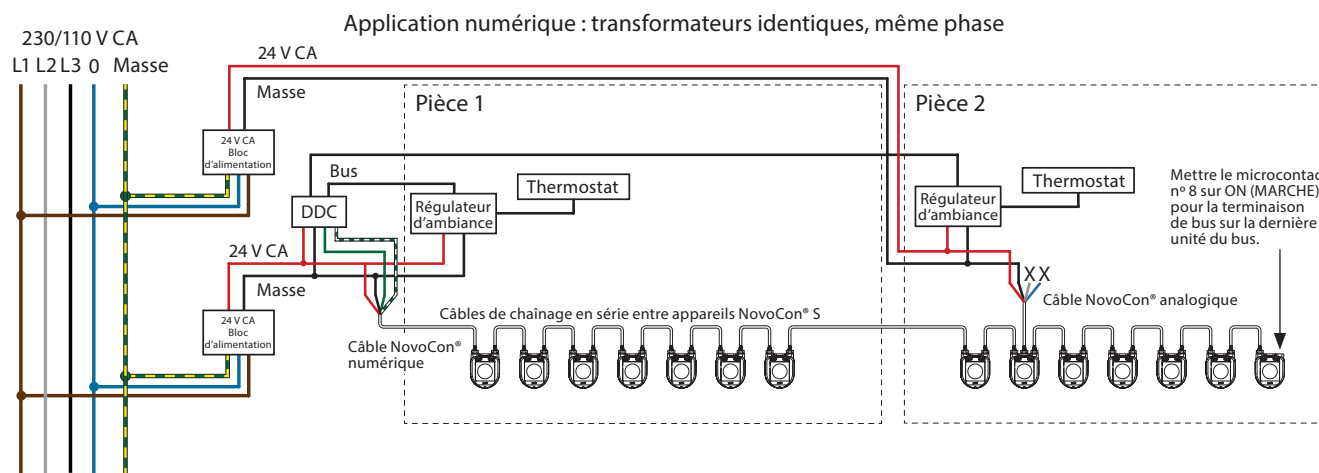 Application numérique : transformateurs identiques, même phase
230/110 V CA
L1 L2 L3 0 Masse
24 V CA
Masse
24 V CA
Bloc
d'alimentation
Pièce 1
Pièce 2
Bus
DDC
Thermostat
Régulateur
d'ambiance
Thermostat
Régulateur
d'ambiance
Mettre le microcontac
nº 8 sur ON (MARCHE)
pour la terminaison
de bus sur la dernière
unité du bus.
24 V CA
Masse
24 V CA
Bloc
d'alimentation
X X
Câble NovoCon® analogique
Câbles de chaînage en série entre appareils NovoCon® S
Câble NovoCon®
numérique